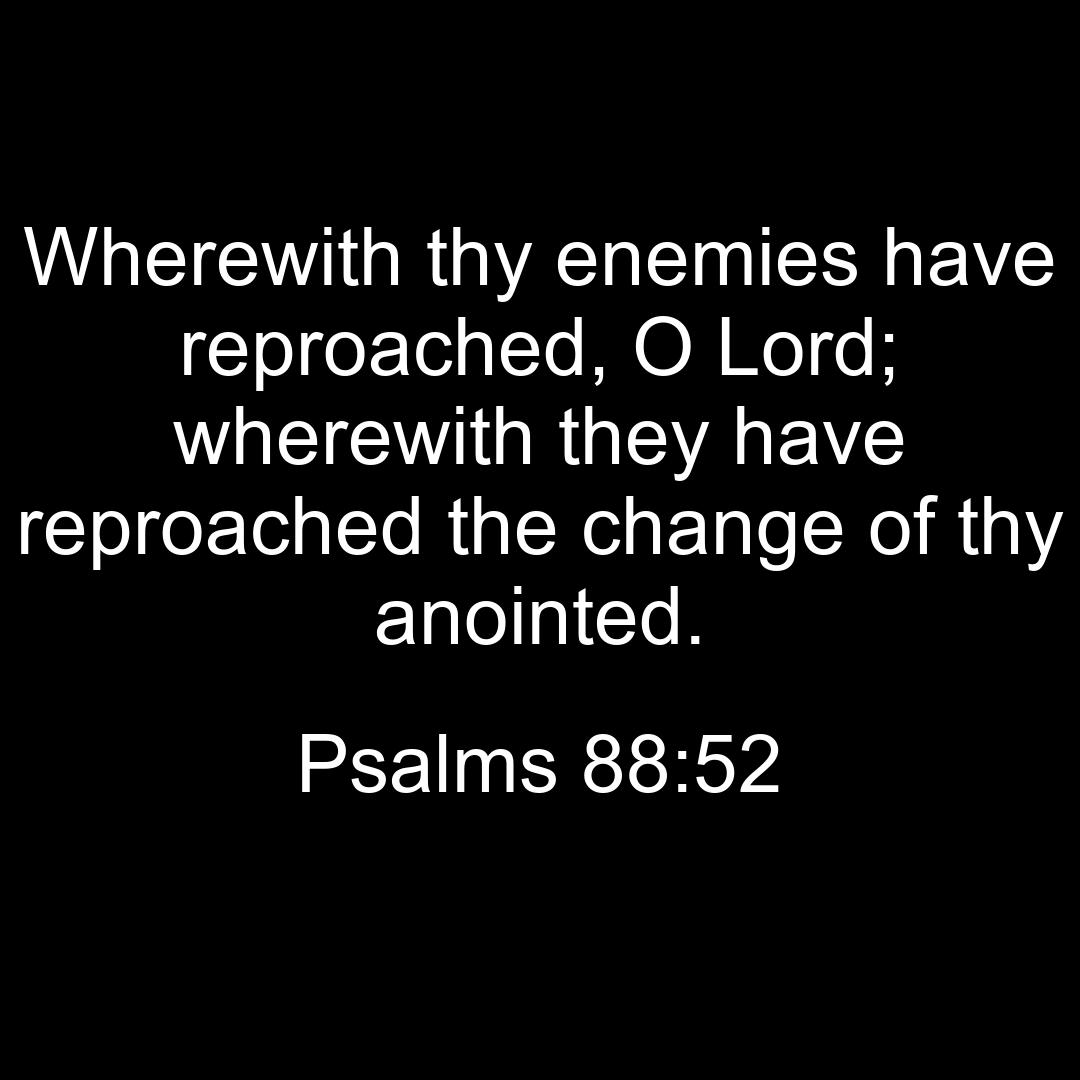 Wherewith thy enemies have
reproached, O Lord;
wherewith they have
reproached the change of thy
anointed.
Psalms 88:52